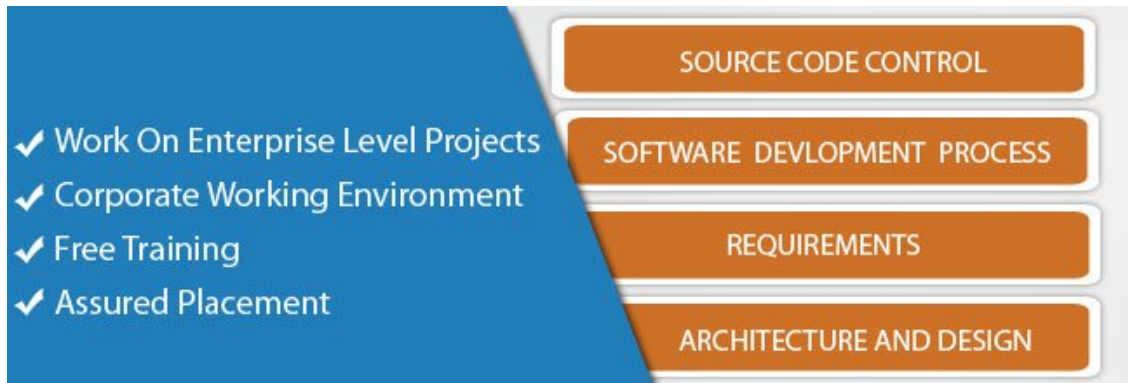 Work On Enterprise Level Projects
Corporate Working Environment
Free Training
Assured Placement
SOURCE CODE CONTROL
SOFTWARE DEVLOPMENT PROCESS
REQUIREMENTS
ARCHITECTURE AND DESIGN